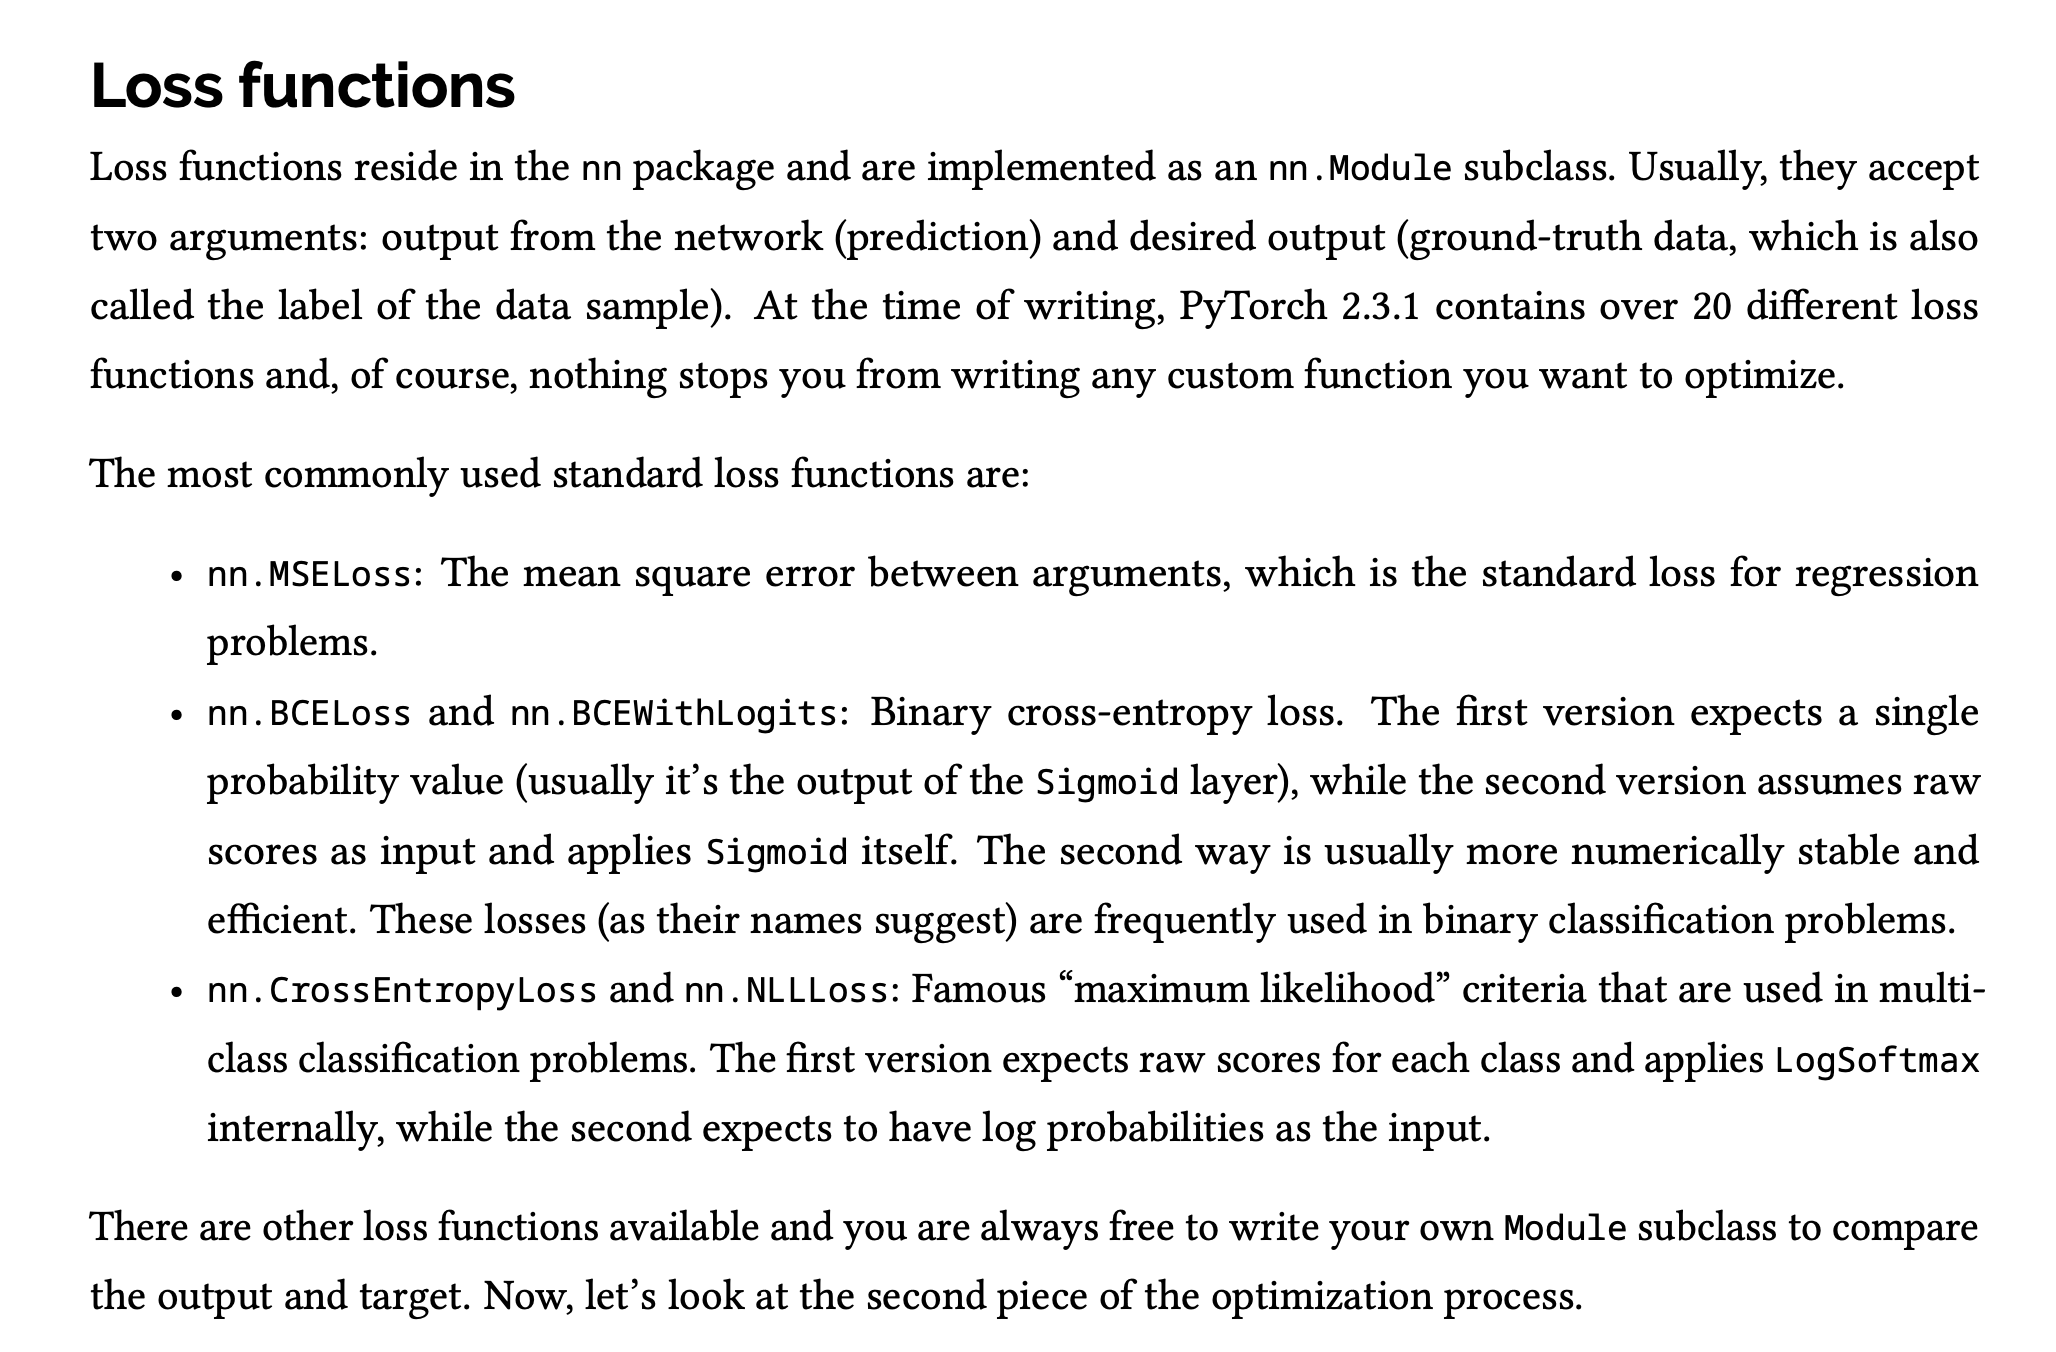 Loss functions
Loss functions reside in the nn package and are implemented as an nn.Module subclass. Usually, they accept
two arguments: output from the network (prediction) and desired output (ground-truth data, which is also
called the label of the data sample). At the time of writing, PyTorch 2.3.1 contains over 20 different loss
functions and, of course, nothing stops you from writing any custom function you want to optimize.
The most commonly used standard loss functions are:
• nn.MSELoss: The mean square error between arguments, which is the standard loss for regression
problems.
• nn.BCELoss and nn.BCEWithLogits: Binary cross-entropy loss. The first version expects a single
probability value (usually it’s the output of the Sigmoid layer), while the second version assumes raw
scores as input and applies Sigmoid itself. The second way is usually more numerically stable and
efficient. These losses (as their names suggest) are frequently used in binary classification problems.
• nn.CrossEntropyLoss and nn.NLLLoss: Famous “maximum likelihood” criteria that are used in multi-
class classification problems. The first version expects raw scores for each class and applies LogSoftmax
internally, while the second expects to have log probabilities as the input.
There are other loss functions available and you are always free to write your own Module subclass to compare
the output and target. Now, let’s look at the second piece of the optimization process.